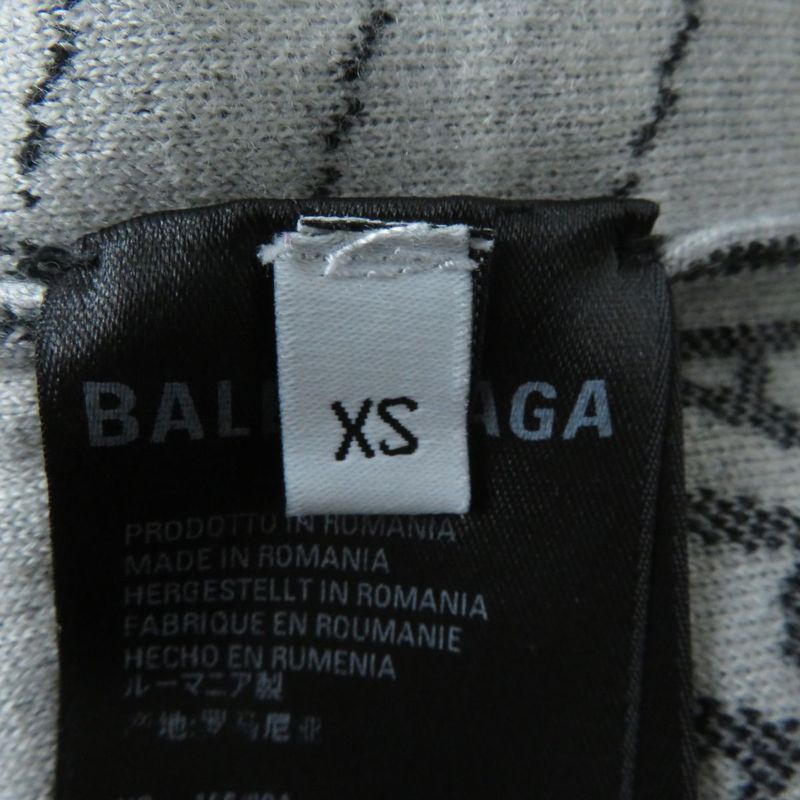 BAL AGA
XS
PRODOTTO IN ROMANIA
MADE IN ROMANIA
HERGESTELLT IN ROMANIA
FABRIQUE EN ROUMANIE
HECHO EN RUMENIA
ルーマニア製
产地:罗马尼亚